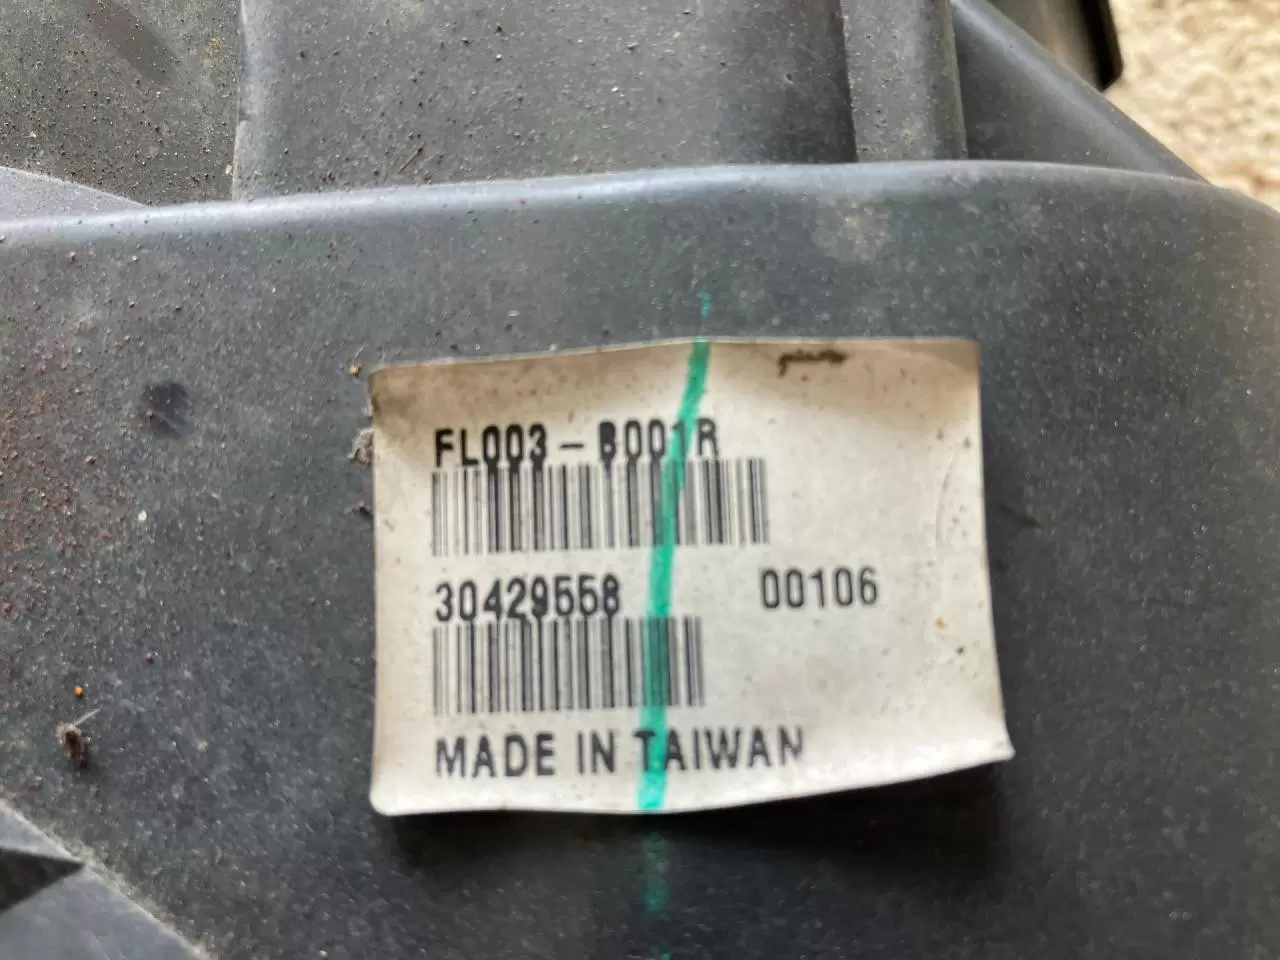 FL003-B001R
30429558 00106
MADE IN TAIWAN